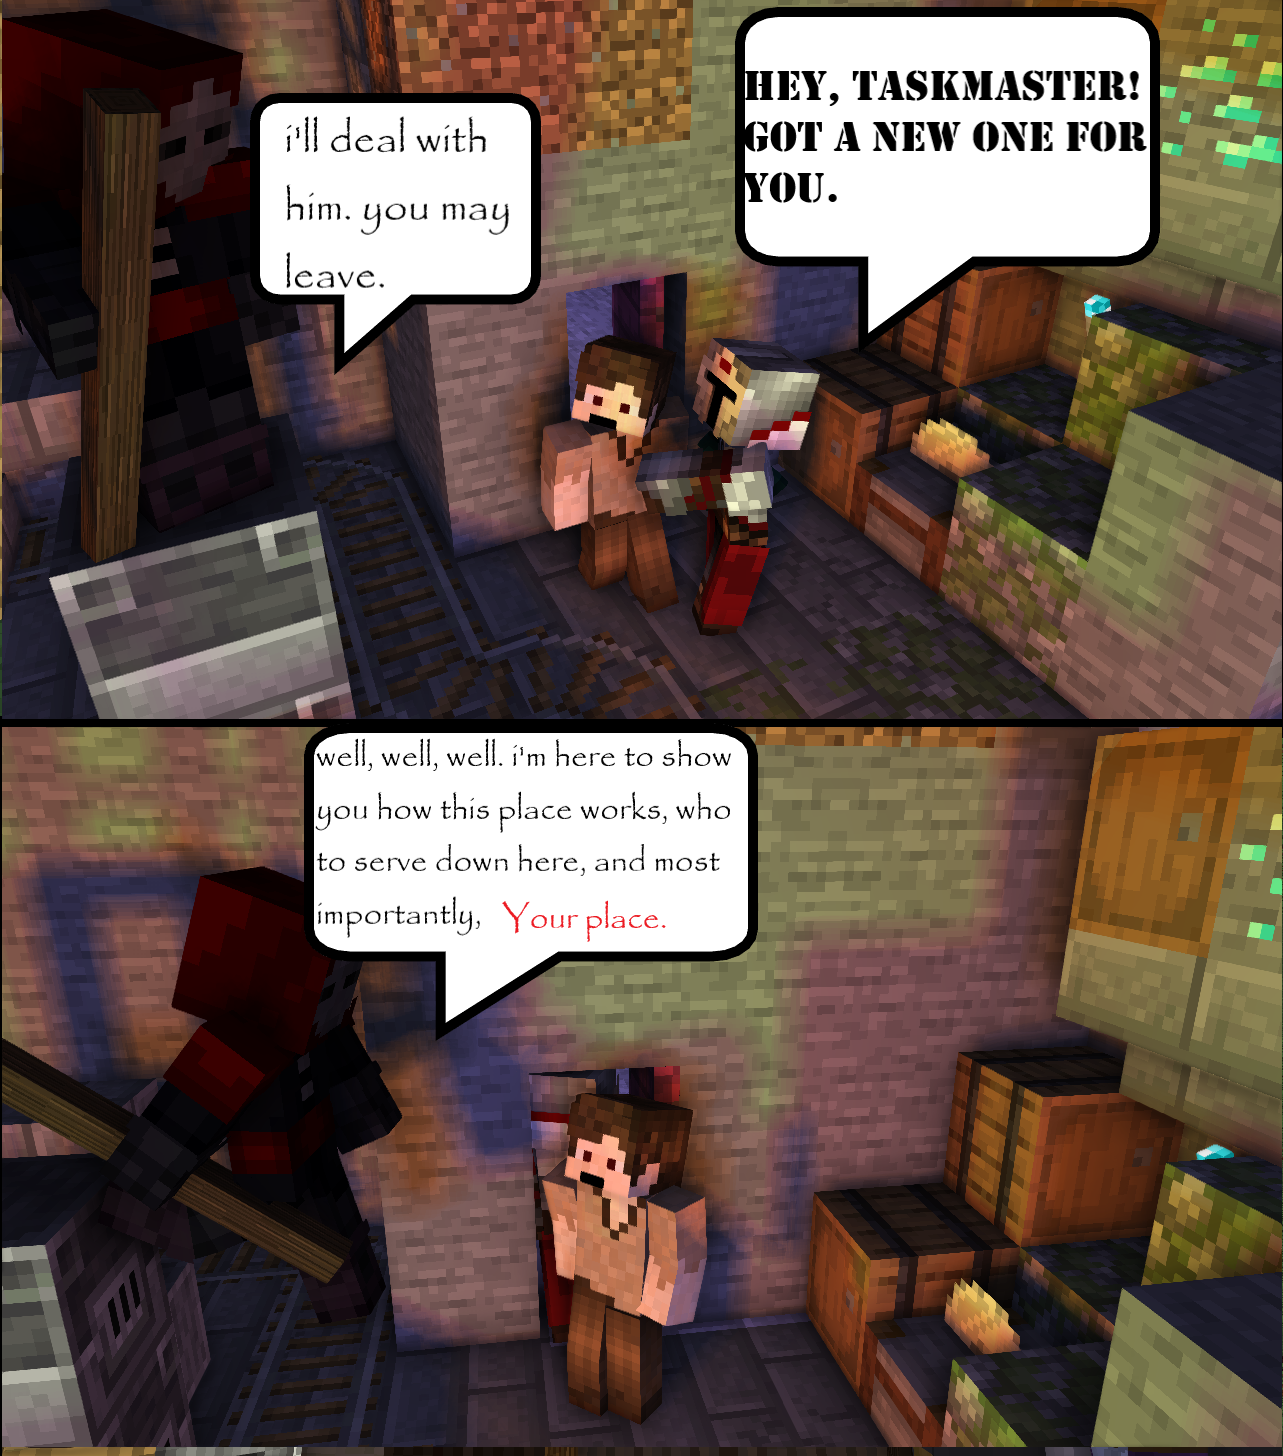 HEY, TASKMASTER!
GOT A NEW ONE FOR
YOU.
i'll deal with
him. you may
leave.
well, well, well. i'm here to show
you how this place works, who
to serve down here, and most
importantly, Your place.